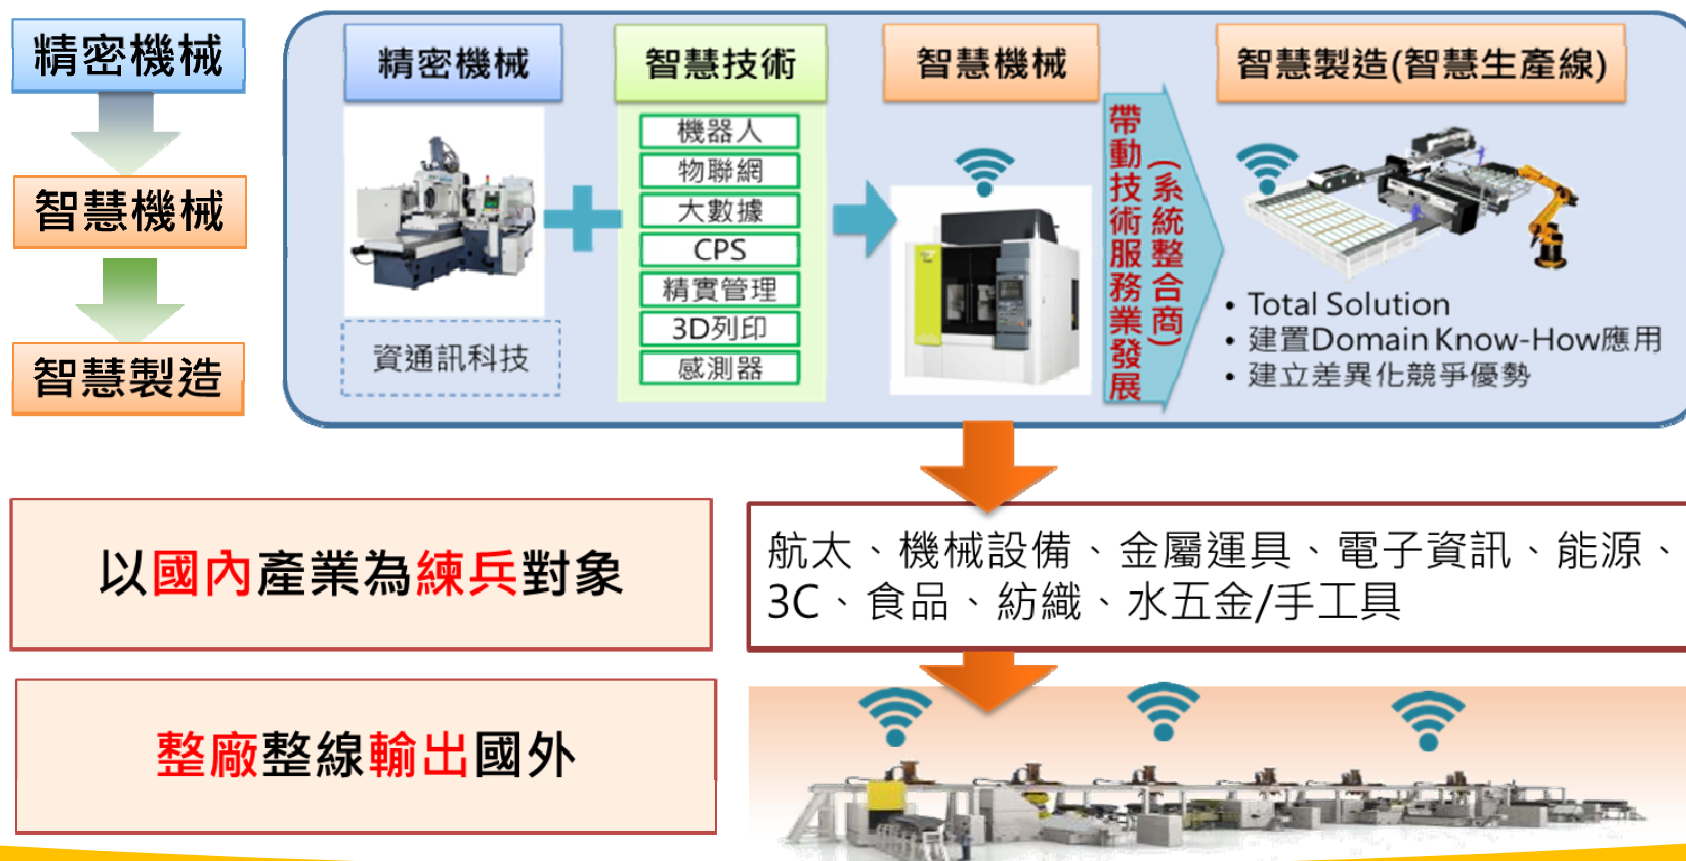 精密機械
智慧機械
智慧製造
精密機械
資通訊科技
智慧技術
機器人
物聯網
大數據
CPS
精實管理
3D列印
感測器
智慧機械
帶動技術服務業發展
(系統整合商)
智慧製造(智慧生產線)
• Total Solution
• 建置Domain Know-How應用
• 建立差異化競爭優勢
以國內產業為練兵對象
航太、機械設備、金屬運具、電子資訊、能源、
3C、食品、紡織、水五金/手工具
整廠整線輸出國外